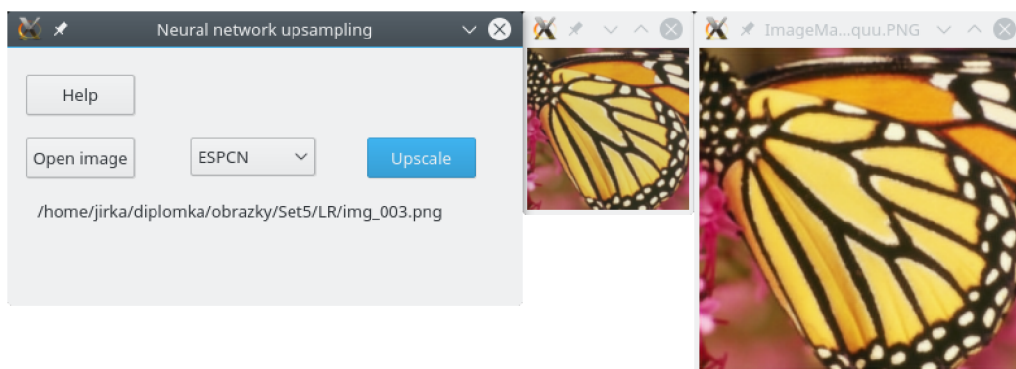 Neural network upsampling
ImageMa...quu.PNG
Help
Open image
ESPCN
Upscale
/home/jirka/diplomka/obrazky/Set5/LR/img_003.png